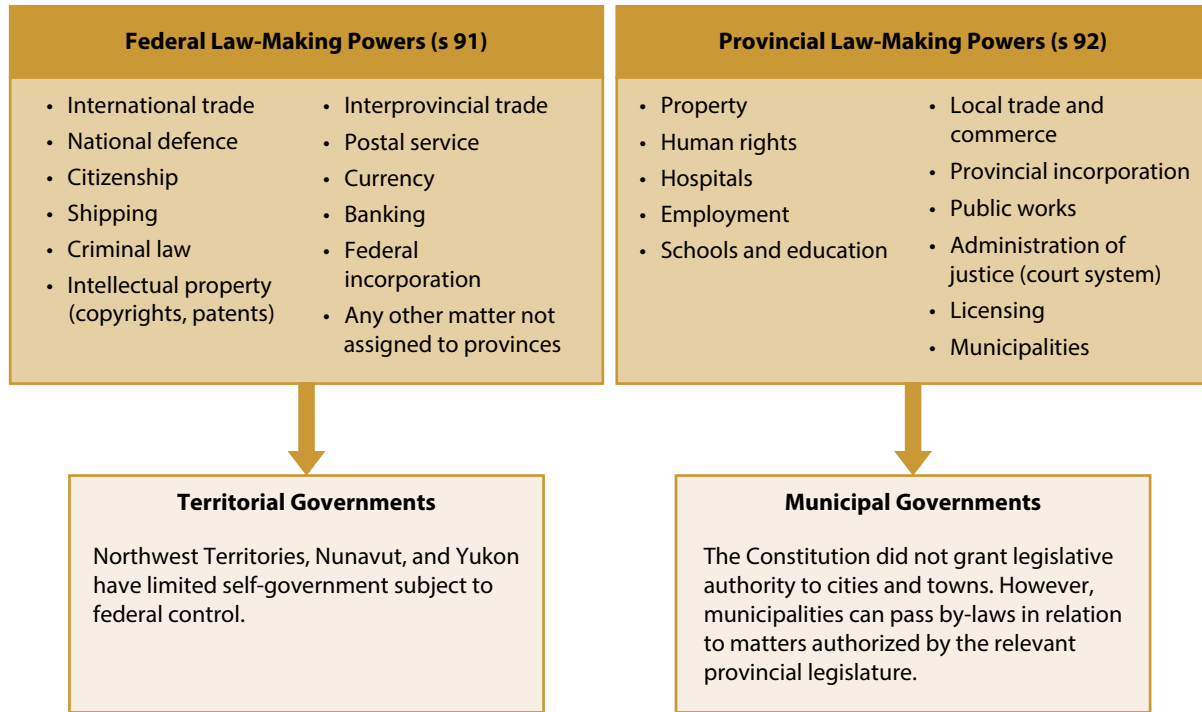 Federal Law-Making Powers (s 91)
• International trade
• National defence
• Citizenship
• Shipping
• Criminal law
• Intellectual property
(copyrights, patents)
• Interprovincial trade
• Postal service
• Currency
• Banking
• Federal
incorporation
• Any other matter not
assigned to provinces
Provincial Law-Making Powers (s 92)
• Property
• Human rights
• Hospitals
• Employment
• Schools and education
• Local trade and
commerce
• Provincial incorporation
• Public works
• Administration of
justice (court system)
• Licensing
• Municipalities
Territorial Governments
Northwest Territories, Nunavut, and Yukon
have limited self-government subject to
federal control.
Municipal Governments
The Constitution did not grant legislative
authority to cities and towns. However,
municipalities can pass by-laws in relation
to matters authorized by the relevant
provincial legislature.